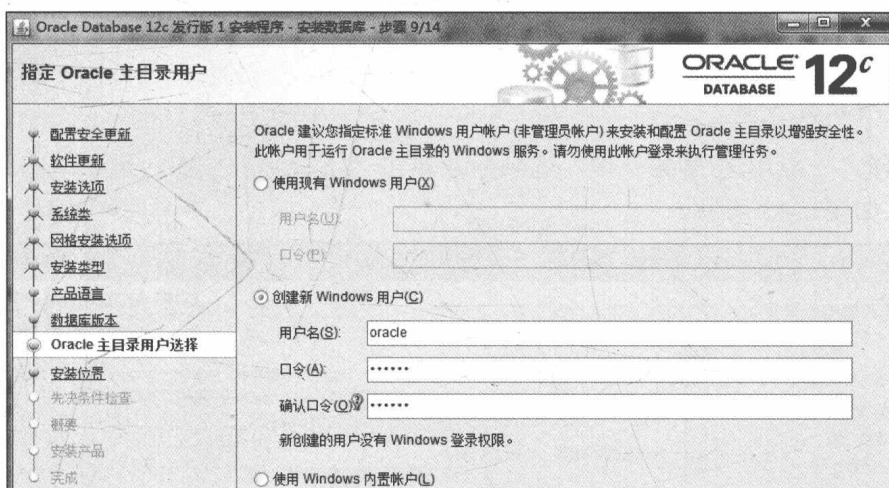 Oracle Database 12c 发行版 1 安装程序 - 安装数据库 - 步骤 9/14
指定 Oracle 主目录用户
ORACLE
DATABASE
12c
配置安全更新
软件更新
安装选项
系统类
网格安装选项
安装类型
产品语言
数据库版本
Oracle 主目录用户选择
安装位置
先决条件检查
概要
安装产品
完成
Oracle 建议您指定标准 Windows 用户帐户 (非管理员帐户) 来安装和配置 Oracle 主目录以增强安全性。
此帐户用于运行 Oracle 主目录的 Windows 服务。请勿使用此帐户登录来执行管理任务。
使用现有 Windows 用户(X)
用户名(U):
口令(P):
创建新 Windows 用户(C)
用户名(S): oracle
口令(A): ••••••
确认口令(O) ••••••
新创建的用户没有 Windows 登录权限。
使用 Windows 内置帐户(L)